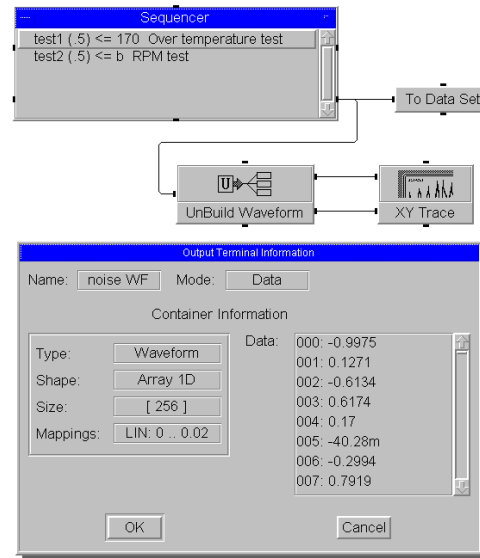 Sequencer
test1 (.5) <= 170 Over temperature test
test2 (.5) <= b RPM test
To Data Set
U
UnBuild Waveform
XY Trace
Output Terminal Information
Name: noise WF Mode: Data
Container Information
Type: Waveform
Shape: Array 1D
Size: [ 256 ]
Mappings: LIN: 0 .. 0.02
Data:
000: -0.9975
001: 0.1271
002: -0.6134
003: 0.6174
004: 0.17
005: -40.28m
006: -0.2994
007: 0.7919
OK
Cancel